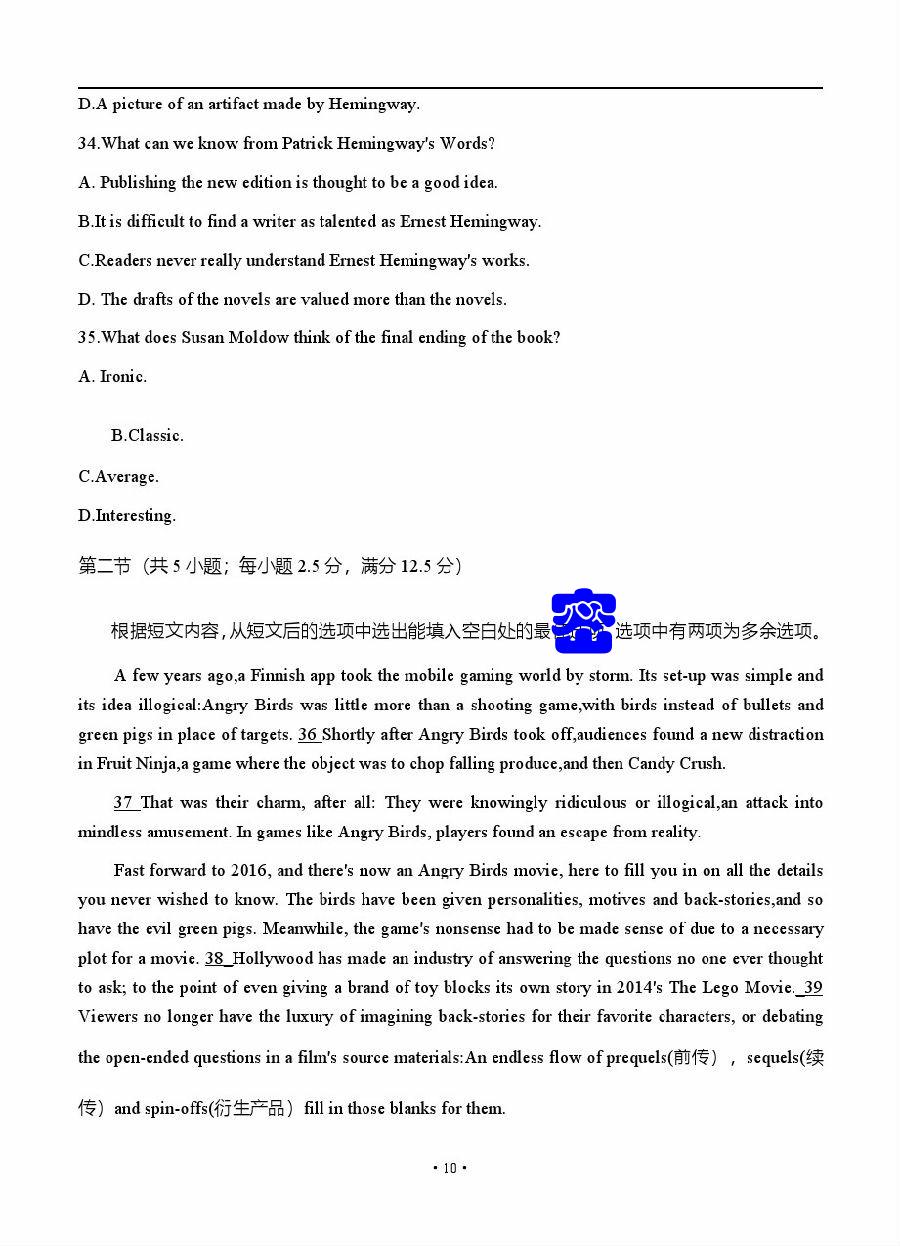 D.A picture of an artifact made by Hemingway.
34.What can we know from Patrick Hemingway's Words?
A. Publishing the new edition is thought to be a good idea.
B.It is difficult to find a writer as talented as Ernest Hemingway.
C.Readers never really understand Ernest Hemingway's works.
D. The drafts of the novels are valued more than the novels.
35.What does Susan Moldow think of the final ending of the book?
A. Ironic.
B.Classic.
C.Average.
D.Interesting.
第二节（共 5 小题；每小题 2.5 分，满分 12.5 分）
根据短文内容,从短文后的选项中选出能填入空白处的最 选项中有两项为多余选项。
A few years ago,a Finnish app took the mobile gaming world by storm. Its set-up was simple and
its idea illogical:Angry Birds was little more than a shooting game,with birds instead of bullets and
green pigs in place of targets. 36 Shortly after Angry Birds took off,audiences found a new distraction
in Fruit Ninja,a game where the object was to chop falling produce,and then Candy Crush.
37 That was their charm, after all: They were knowingly ridiculous or illogical,an attack into
mindless amusement. In games like Angry Birds, players found an escape from reality.
Fast forward to 2016, and there's now an Angry Birds movie, here to fill you in on all the details
you never wished to know. The birds have been given personalities, motives and back-stories,and so
have the evil green pigs. Meanwhile, the game's nonsense had to be made sense of due to a necessary
plot for a movie. 38 Hollywood has made an industry of answering the questions no one ever thought
to ask; to the point of even giving a brand of toy blocks its own story in 2014's The Lego Movie. 39
Viewers no longer have the luxury of imagining back-stories for their favorite characters, or debating
the open-ended questions in a film's source materials:An endless flow of prequels(前传），sequels(续
传）and spin-offs(衍生产品）fill in those blanks for them.
• 10 •